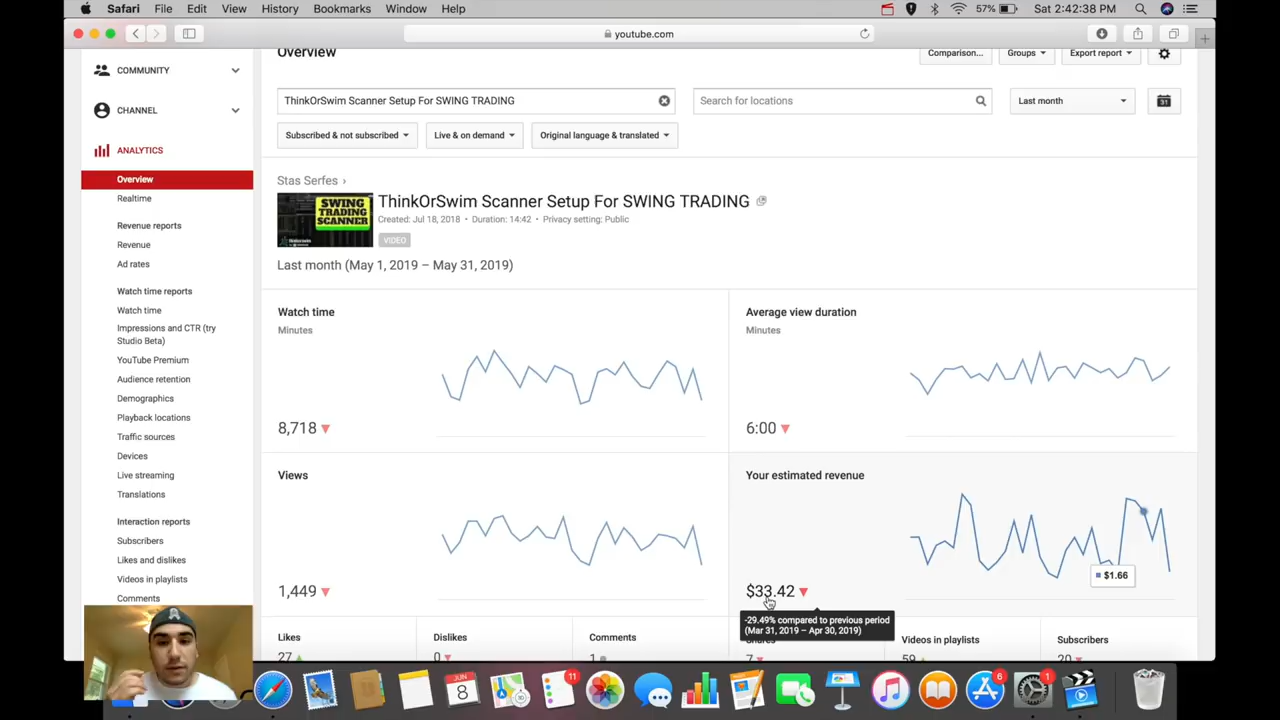 Safari File Edit View History Bookmarks Window Help 57% Sat 2:42:38 PM
youtube.com
Overview Comparison... Groups Export report
COMMUNITY
ThinkOrSwim Scanner Setup For SWING TRADING Search for locations Last month 31
CHANNEL
Subscribed & not subscribed Live & on demand Original language & translated
ANALYTICS
Overview
Realtime
Revenue reports
Revenue
Ad rates
Watch time reports
Watch time
Impressions and CTR (try
Studio Beta)
YouTube Premium
Audience retention
Demographics
Playback locations
Traffic sources
Devices
Live streaming
Translations
Interaction reports
Subscribers
Likes and dislikes
Videos in playlists
Comments
Stas Serfes ›
SWING
TRADING
SCANNER
ThinkOrSwim Scanner Setup For SWING TRADING
Created: Jul 18, 2018 • Duration: 14:42 • Privacy setting: Public
VIDEO
Last month (May 1, 2019 – May 31, 2019)
Watch time
Minutes
8,718
Average view duration
Minutes
6:00
Views
1,449
Your estimated revenue
$1.66
$33.42
-29.49% compared to previous period
(Mar 31, 2019 – Apr 30, 2019)
Likes Dislikes Comments Shares Videos in playlists Subscribers
27 0 1 7 59 20
JUN
8
11
6
1